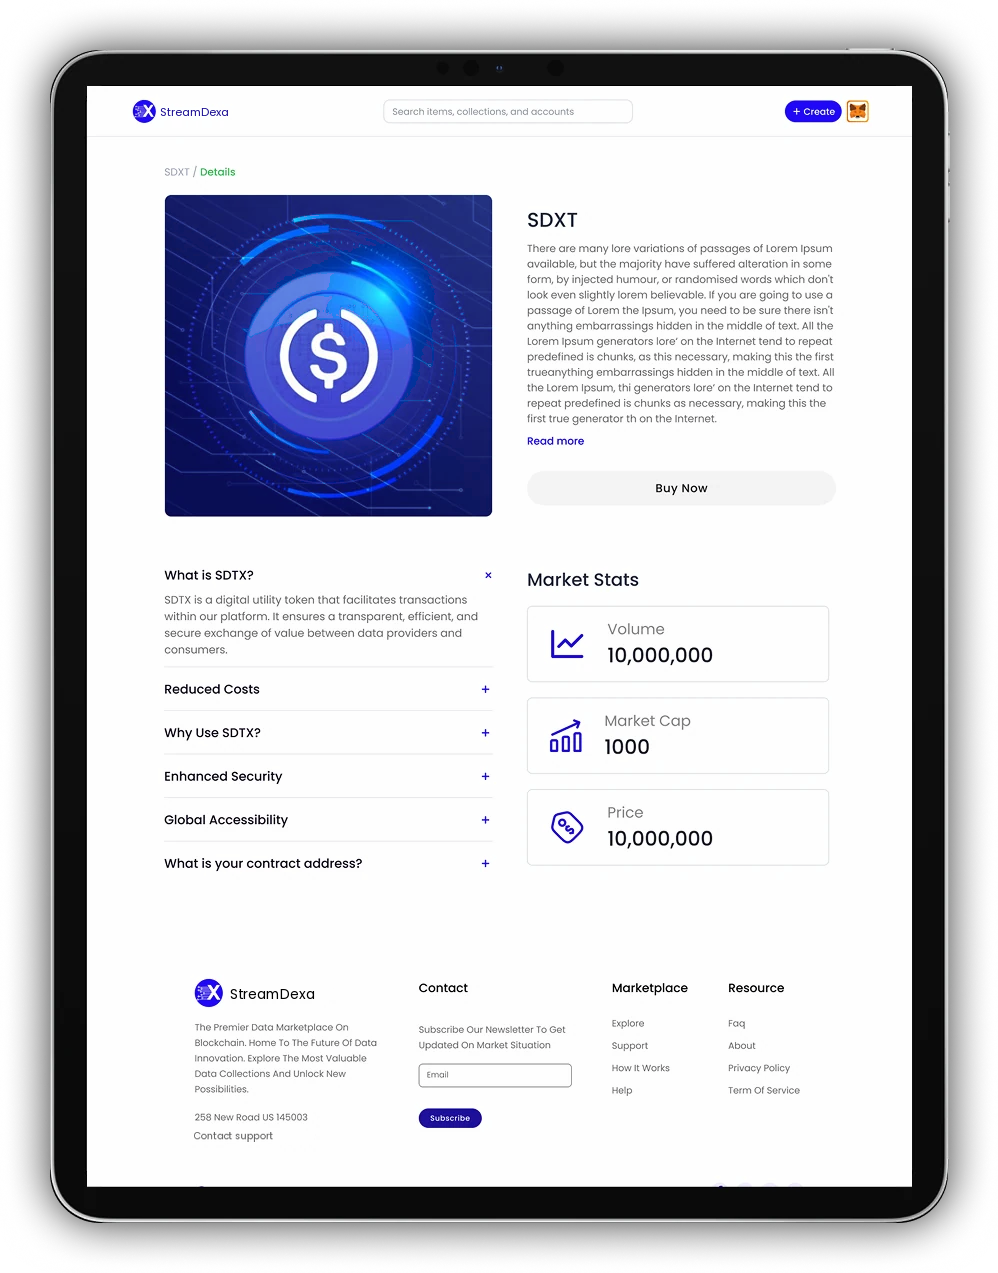 StreamDexa
Search items, collections, and accounts
+ Create
SDXT / Details
SDXT
There are many lore variations of passages of Lorem Ipsum
available, but the majority have suffered alteration in some
form, by injected humour, or randomised words which don't
look even slightly lorem believable. If you are going to use a
passage of Lorem the Ipsum, you need to be sure there isn't
anything embarrassings hidden in the middle of text. All the
Lorem Ipsum generators lore' on the Internet tend to repeat
predefined is chunks, as this necessary, making this the first
trueanything embarrassings hidden in the middle of text. All
the Lorem Ipsum, thi generators lore' on the Internet tend to
repeat predefined is chunks as necessary, making this the
first true generator th on the Internet.
Read more
Buy Now
What is SDTX?
SDTX is a digital utility token that facilitates transactions
within our platform. It ensures a transparent, efficient, and
secure exchange of value between data providers and
consumers.
Reduced Costs
Why Use SDTX?
Enhanced Security
Global Accessibility
What is your contract address?
Market Stats
Volume
10,000,000
Market Cap
1000
Price
10,000,000
StreamDexa
The Premier Data Marketplace On
Blockchain. Home To The Future Of Data
Innovation. Explore The Most Valuable
Data Collections And Unlock New
Possibilities.
258 New Road US 145003
Contact support
Contact
Subscribe Our Newsletter To Get
Updated On Market Situation
Email
Subscribe
Marketplace
Explore
Support
How It Works
Help
Resource
Faq
About
Privacy Policy
Term Of Service